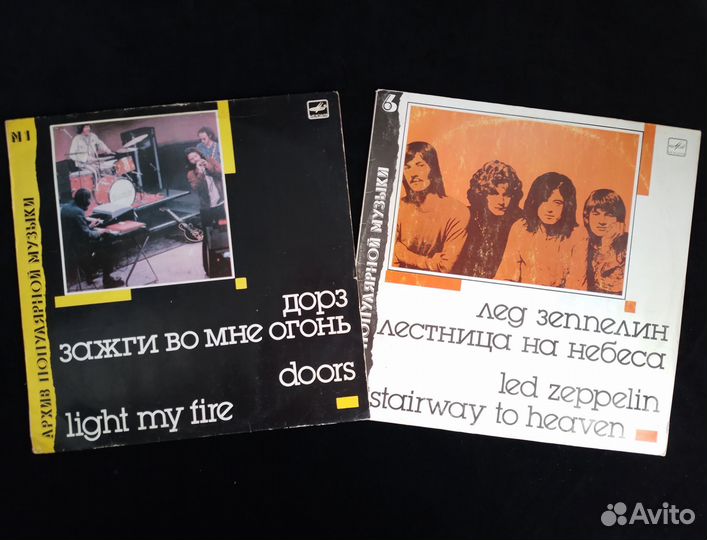 №1
АРХИВ ПОПУЛЯРНОЙ МУЗЫКИ
дорз
зажги во мне огонь
doors
light my fire
6
ПОПУЛЯРНОЙ МУЗЫКИ
лед зеппелин
лестница на небеса
led zeppelin
stairway to heaven
Avito